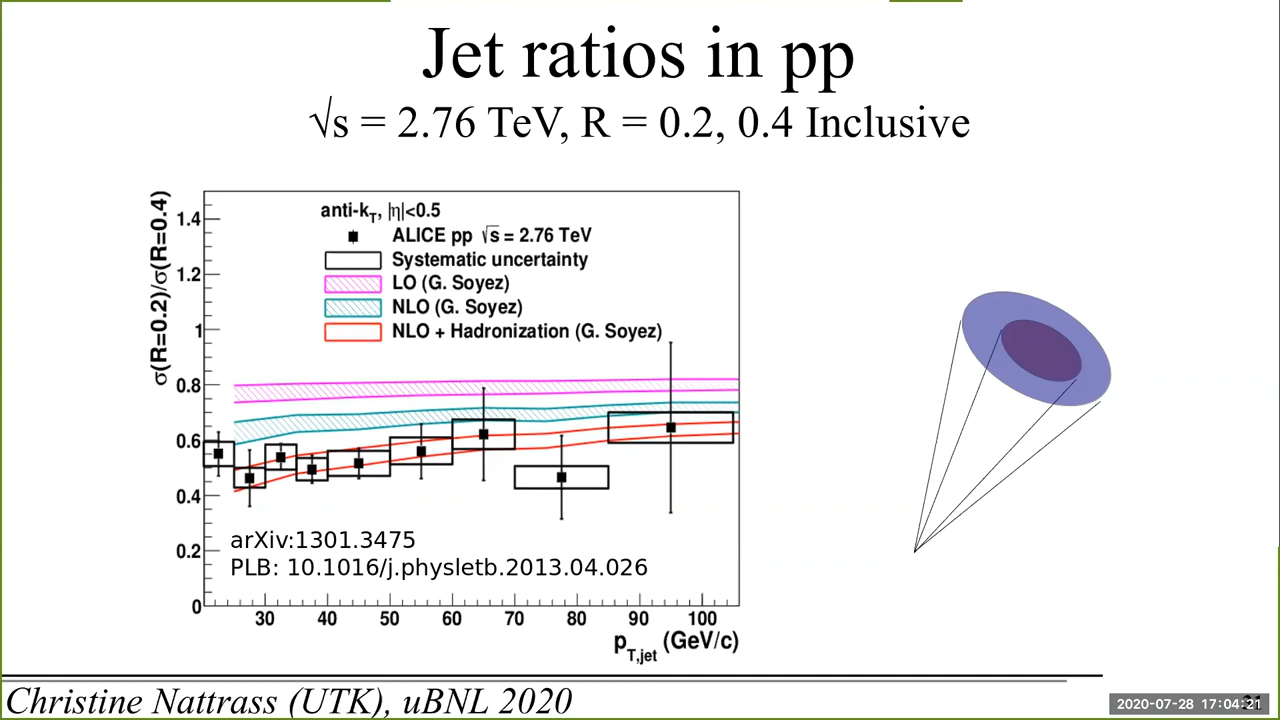 Jet ratios in pp
√s = 2.76 TeV, R = 0.2, 0.4 Inclusive
σ(R=0.2)/σ(R=0.4)
1.4
1.2
1
0.8
0.6
0.4
0.2
0
anti-kT, |η|<0.5
ALICE pp √s = 2.76 TeV
Systematic uncertainty
LO (G. Soyez)
NLO (G. Soyez)
NLO + Hadronization (G. Soyez)
arXiv:1301.3475
PLB: 10.1016/j.physletb.2013.04.026
30 40 50 60 70 80 90 100
pT,jet (GeV/c)
Christine Nattrass (UTK), uBNL 2020
2020-07-28 17:04:21